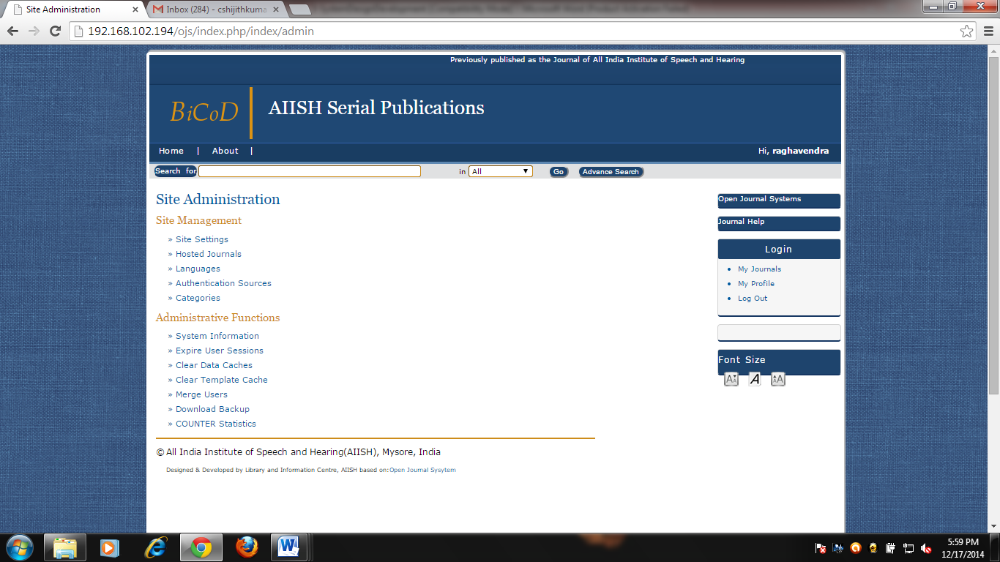 Site Administration
Inbox (284) - cshijithkuma
192.168.102.194/ojs/index.php/index/admin
Previously published as the Journal of All India Institute of Speech and Hearing
BiCoD
AIISH Serial Publications
Home | About |
Hi, raghavendra
Search for in All Go Advance Search
Site Administration
Site Management
» Site Settings
» Hosted Journals
» Languages
» Authentication Sources
» Categories
Administrative Functions
» System Information
» Expire User Sessions
» Clear Data Caches
» Clear Template Cache
» Merge Users
» Download Backup
» COUNTER Statistics
© All India Institute of Speech and Hearing(AIISH), Mysore, India
Designed & Developed by Library and Information Centre, AIISH based on:Open Journal Sysytem
Open Journal Systems
Journal Help
Login
• My Journals
• My Profile
• Log Out
Font Size
AA A AA
5:59 PM
12/17/2014